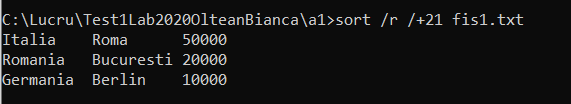 C:\Lucru\Test1Lab2020OlteanBianca\a1>sort /r /+21 fis1.txt
Italia   Roma      50000
Romania  Bucuresti 20000
Germania Berlin    10000